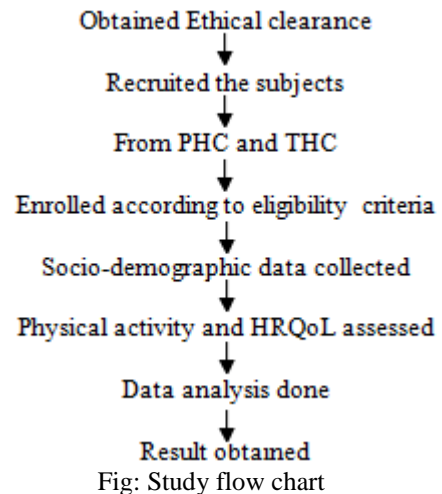 Obtained Ethical clearance
Recruited the subjects
From PHC and THC
Enrolled according to eligibility criteria
Socio-demographic data collected
Physical activity and HRQoL assessed
Data analysis done
Result obtained
Fig: Study flow chart